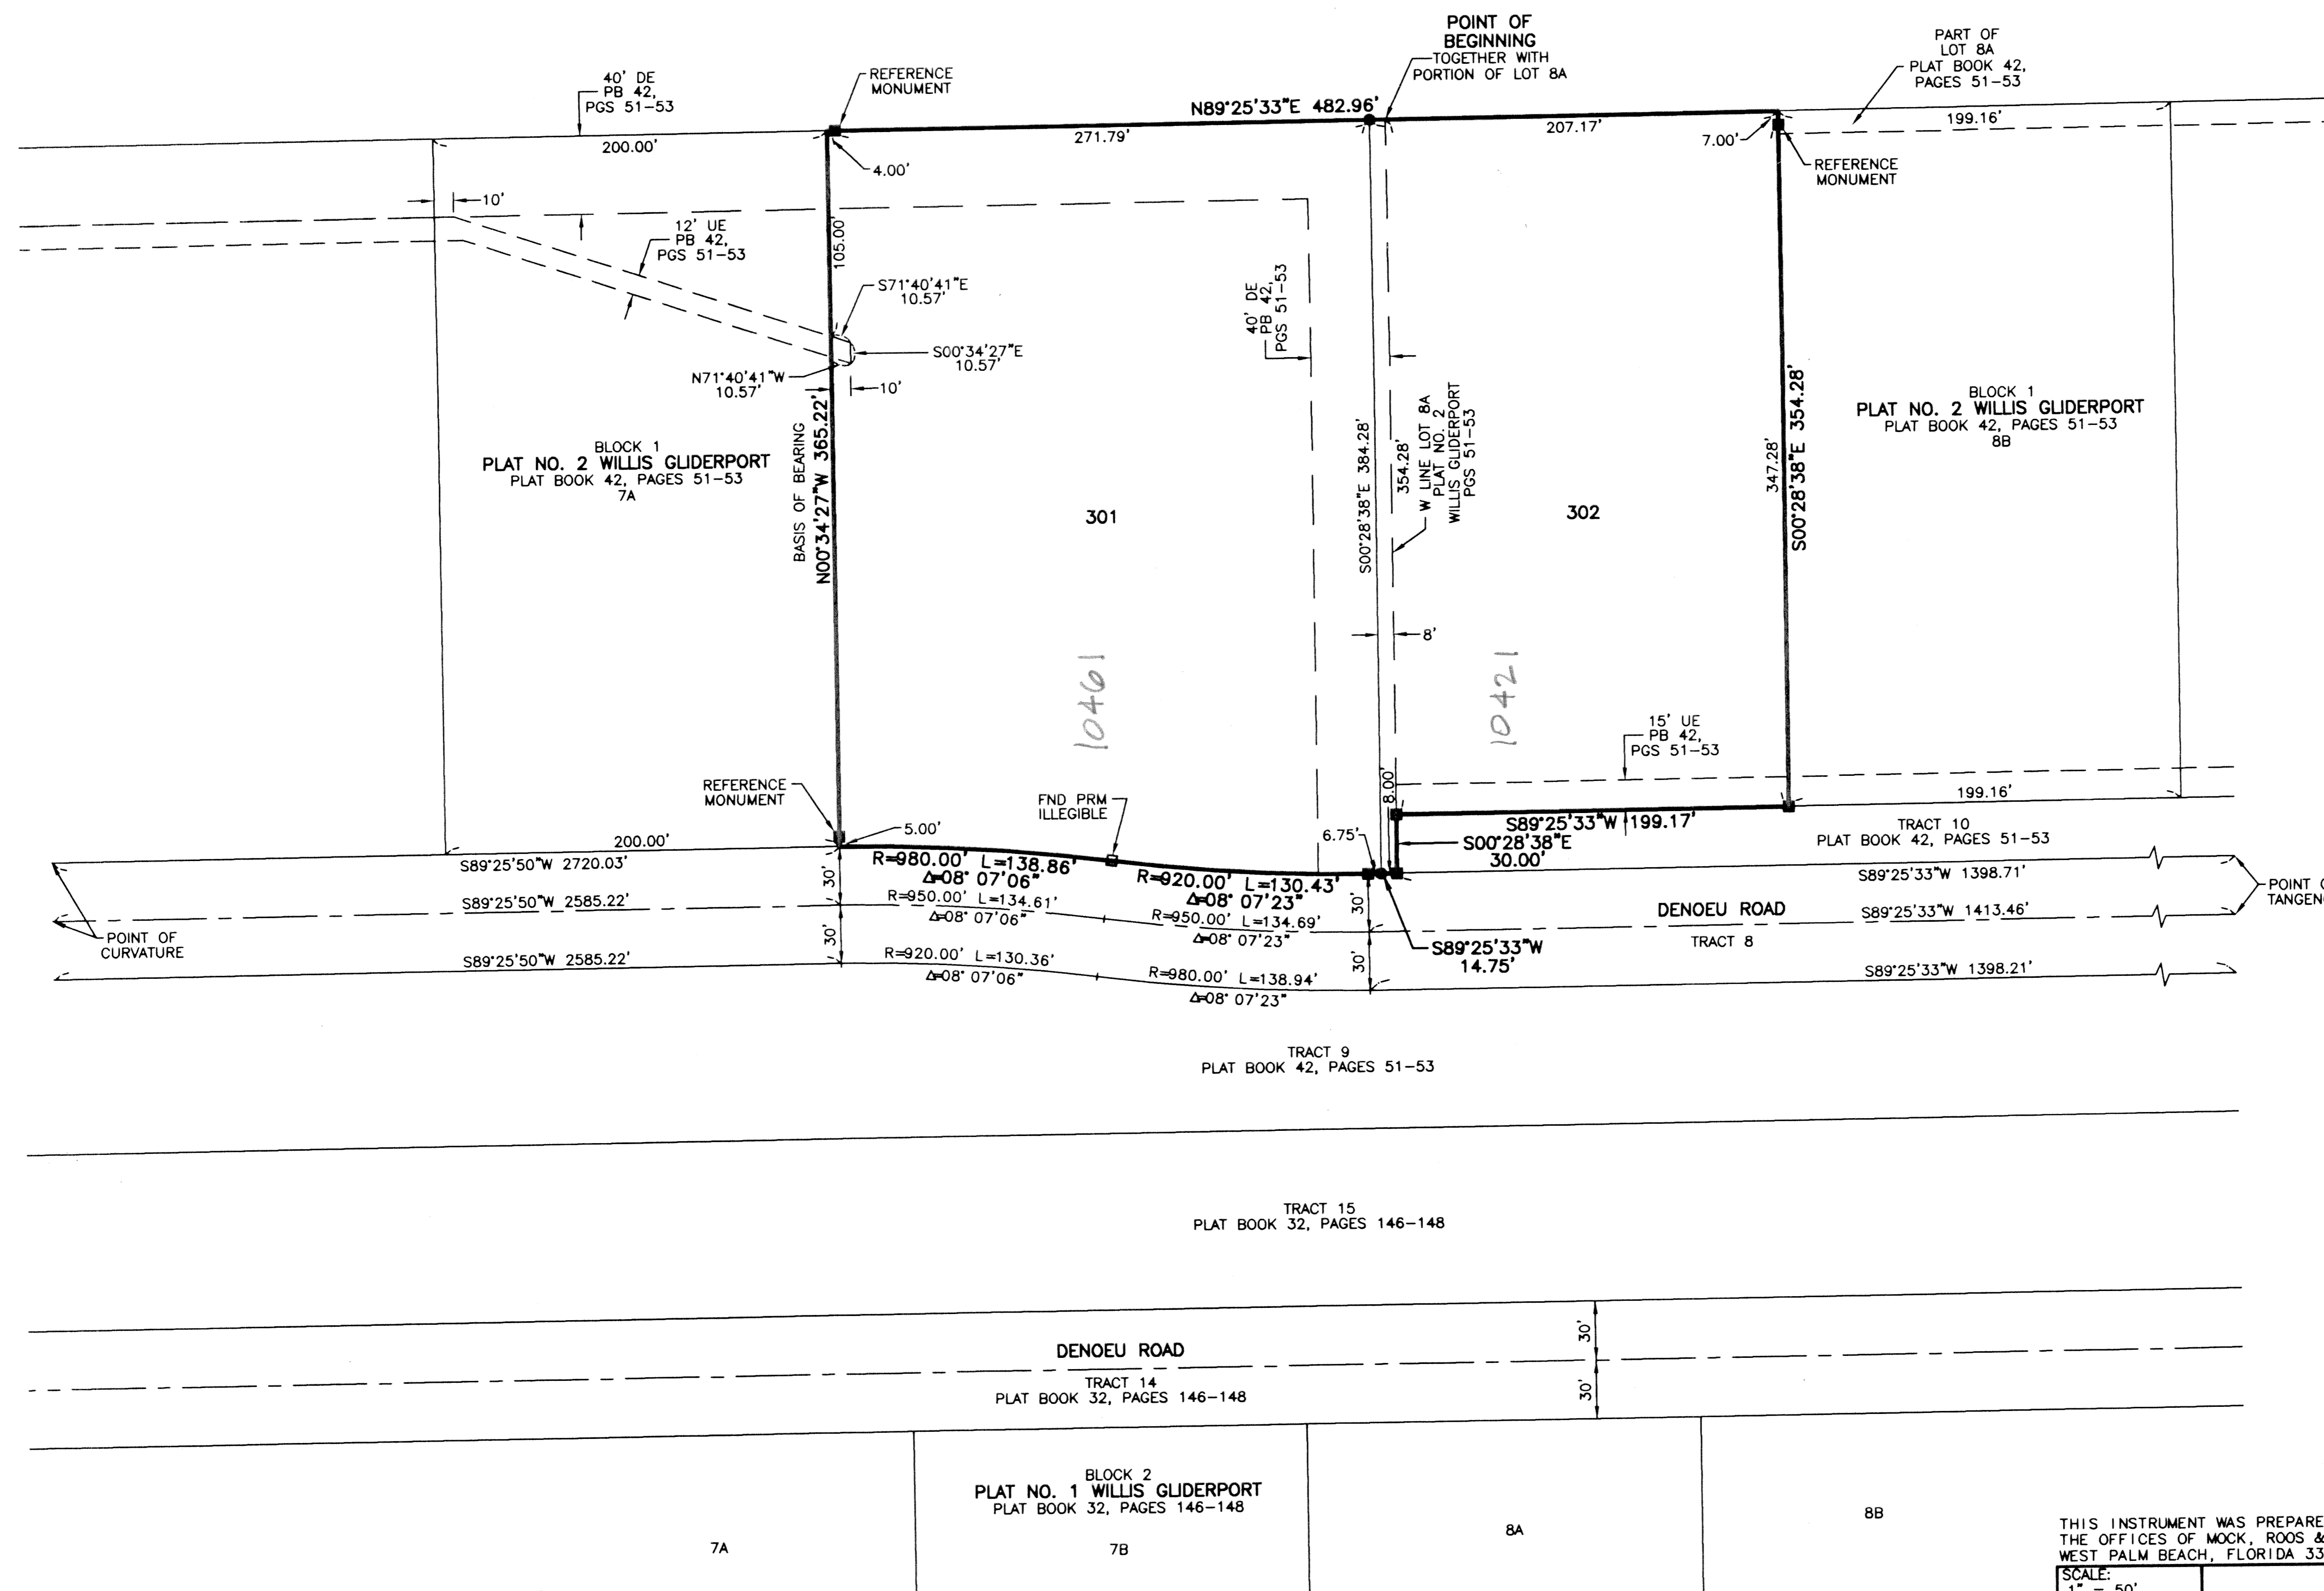 POINT OF
BEGINNING
TOGETHER WITH
PORTION OF LOT 8A
PART OF
LOT 8A
PLAT BOOK 42,
PAGES 51-53
40' DE
PB 42,
PGS 51-53
REFERENCE
MONUMENT
N89°25'33"E 482.96'
200.00'
271.79'
207.17'
199.16'
4.00'
7.00'
REFERENCE
MONUMENT
10'
12' UE
PB 42,
PGS 51-53
105.00'
S71°40'41"E
10.57'
S00°34'27"E
10.57'
N71°40'41"W
10.57'
10'
40' DE
PB 42,
PGS 51-53
BASIS OF BEARING
N00°34'27"W 365.22'
BLOCK 1
PLAT NO. 2 WILLIS GLIDERPORT
PLAT BOOK 42, PAGES 51-53
7A
301
S00°28'38"E 384.28'
354.28'
W LINE LOT 8A
PLAT NO. 2
WILLIS GLIDERPORT
PGS 51-53
302
347.28'
S00°28'38"E 354.28'
BLOCK 1
PLAT NO. 2 WILLIS GLIDERPORT
PLAT BOOK 42, PAGES 51-53
8B
8'
10461
10421
15' UE
PB 42,
PGS 51-53
REFERENCE
MONUMENT
FND PRM
ILLEGIBLE
8.00'
199.16'
200.00'
5.00'
6.75'
S89°25'33"W 199.17'
S00°28'38"E
30.00'
TRACT 10
PLAT BOOK 42, PAGES 51-53
S89°25'50"W 2720.03'
R=980.00' L=138.86'
Δ=08° 07'06"
R=920.00' L=130.43'
Δ=08° 07'23"
S89°25'33"W 1398.71'
30'
30'
S89°25'50"W 2585.22'
R=950.00' L=134.61'
Δ=08° 07'06"
R=950.00' L=134.69'
Δ=08° 07'23"
DENOEU ROAD
TRACT 8
S89°25'33"W 1413.46'
POINT
TANGEN
POINT OF
CURVATURE
30'
30'
S89°25'33"W
14.75'
S89°25'50"W 2585.22'
R=920.00' L=130.36'
Δ=08° 07'06"
R=980.00' L=138.94'
Δ=08° 07'23"
S89°25'33"W 1398.21'
TRACT 9
PLAT BOOK 42, PAGES 51-53
TRACT 15
PLAT BOOK 32, PAGES 146-148
DENOEU ROAD
30'
TRACT 14
PLAT BOOK 32, PAGES 146-148
30'
BLOCK 2
PLAT NO. 1 WILLIS GLIDERPORT
PLAT BOOK 32, PAGES 146-148
7A
7B
8A
8B
THIS INSTRUMENT WAS PREPARE
THE OFFICES OF MOCK, ROOS &
WEST PALM BEACH, FLORIDA 33
SCALE:
1" = 50'